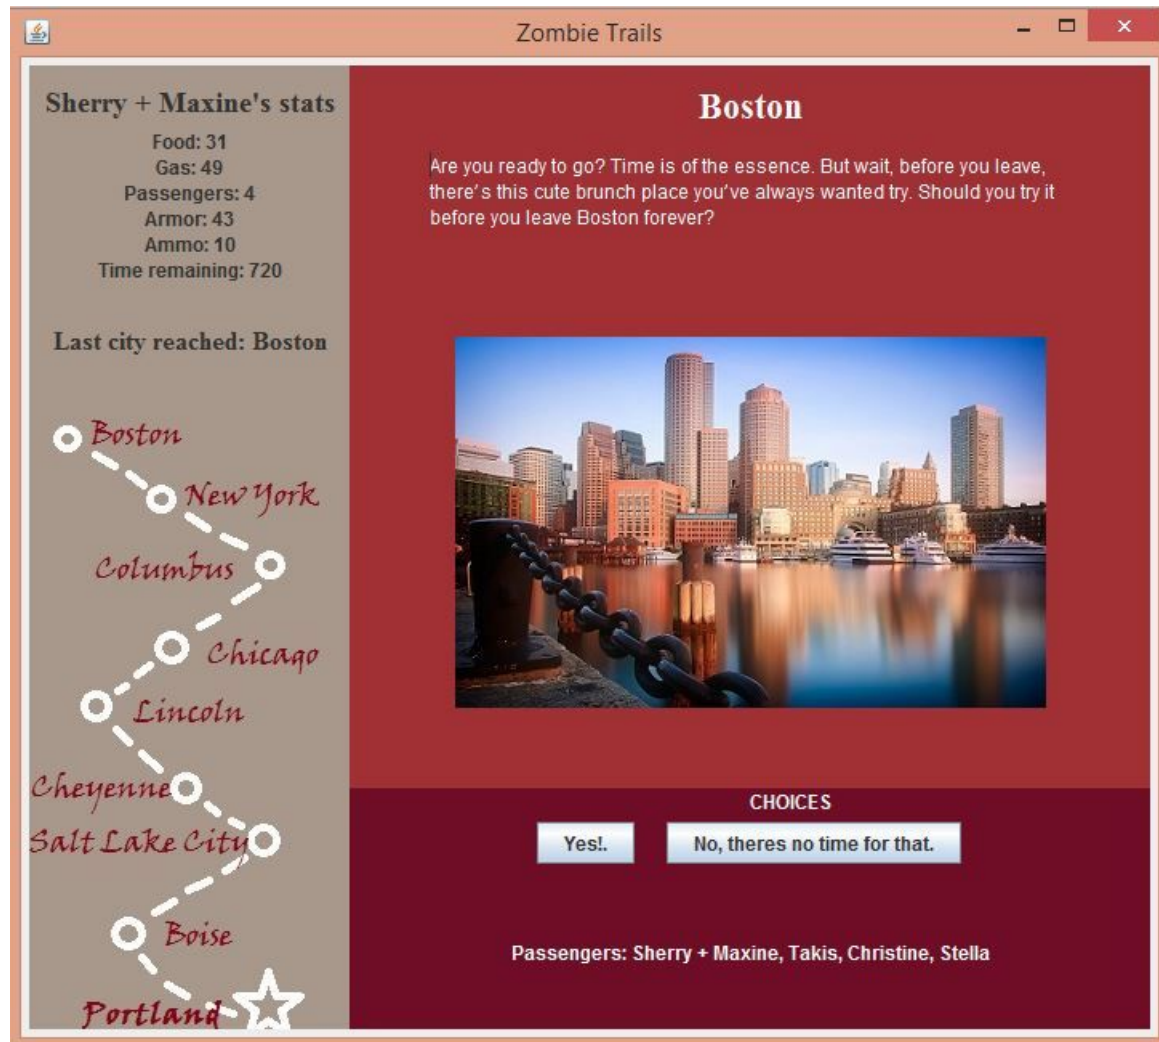 Zombie Trails
Sherry + Maxine's stats
Food: 31
Gas: 49
Passengers: 4
Armor: 43
Ammo: 10
Time remaining: 720
Last city reached: Boston
Boston
New York
Columbus
Chicago
Lincoln
Cheyenne
Salt Lake City
Boise
Portland
Boston
Are you ready to go? Time is of the essence. But wait, before you leave,
there's this cute brunch place you've always wanted try. Should you try it
before you leave Boston forever?
CHOICES
Yes!.
No, theres no time for that.
Passengers: Sherry + Maxine, Takis, Christine, Stella